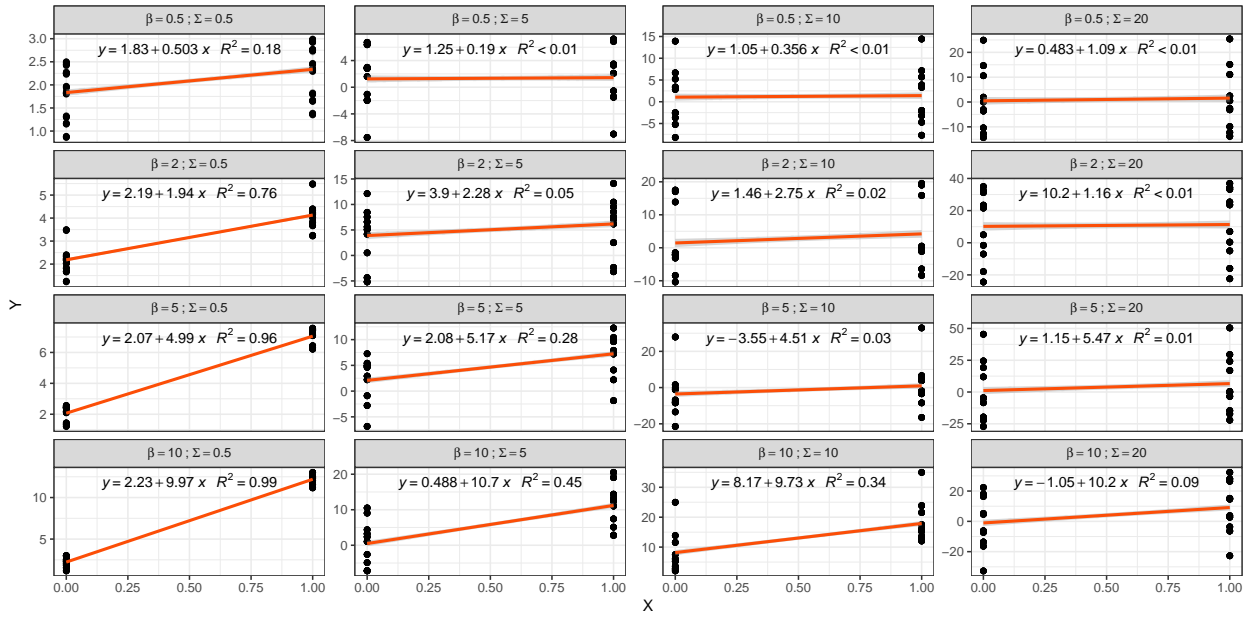 β = 0.5 ; Σ = 0.5
β = 0.5 ; Σ = 5
β = 0.5 ; Σ = 10
β = 0.5 ; Σ = 20
y = 1.83 + 0.503 x R² = 0.18
y = 1.25 + 0.19 x R² < 0.01
y = 1.05 + 0.356 x R² < 0.01
y = 0.483 + 1.09 x R² < 0.01
3.0
2.5
2.0
1.5
1.0
4
0
−4
−8
15
10
5
0
−5
20
10
0
−10
β = 2 ; Σ = 0.5
β = 2 ; Σ = 5
β = 2 ; Σ = 10
β = 2 ; Σ = 20
y = 2.19 + 1.94 x R² = 0.76
y = 3.9 + 2.28 x R² = 0.05
y = 1.46 + 2.75 x R² = 0.02
y = 10.2 + 1.16 x R² < 0.01
5
4
3
2
15
10
5
0
−5
20
10
0
−10
40
20
0
−20
Y
β = 5 ; Σ = 0.5
β = 5 ; Σ = 5
β = 5 ; Σ = 10
β = 5 ; Σ = 20
y = 2.07 + 4.99 x R² = 0.96
y = 2.08 + 5.17 x R² = 0.28
y = −3.55 + 4.51 x R² = 0.03
y = 1.15 + 5.47 x R² = 0.01
6
4
2
10
5
0
−5
20
0
−20
50
25
0
−25
β = 10 ; Σ = 0.5
β = 10 ; Σ = 5
β = 10 ; Σ = 10
β = 10 ; Σ = 20
y = 2.23 + 9.97 x R² = 0.99
y = 0.488 + 10.7 x R² = 0.45
y = 8.17 + 9.73 x R² = 0.34
y = −1.05 + 10.2 x R² = 0.09
10
5
20
10
0
30
20
10
20
0
−20
0.00 0.25 0.50 0.75 1.00
0.00 0.25 0.50 0.75 1.00
0.00 0.25 0.50 0.75 1.00
0.00 0.25 0.50 0.75 1.00
X